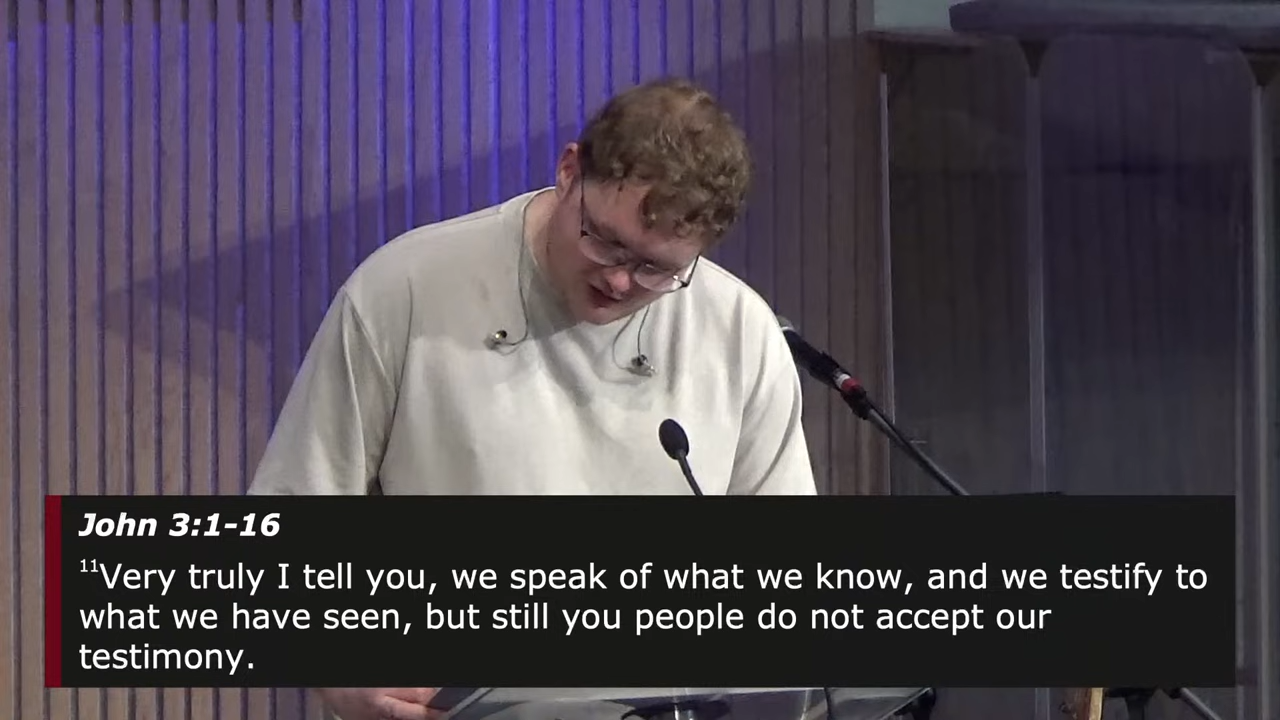 John 3:1-16
¹¹Very truly I tell you, we speak of what we know, and we testify to
what we have seen, but still you people do not accept our
testimony.